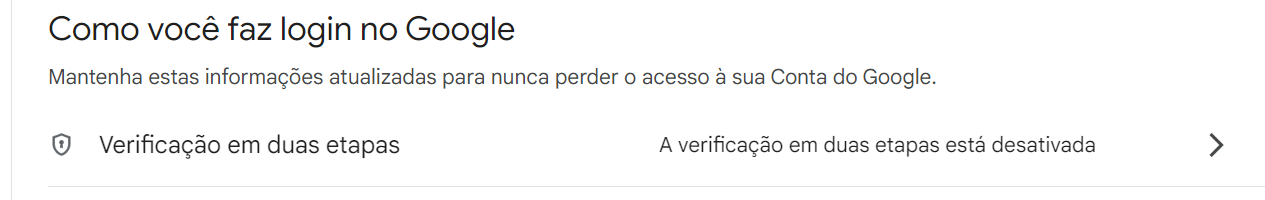 Como você faz login no Google
Mantenha estas informações atualizadas para nunca perder o acesso à sua Conta do Google.
Verificação em duas etapas A verificação em duas etapas está desativada